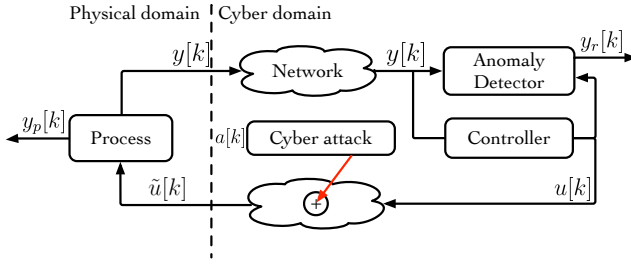 Physical domain Cyber domain
y[k] y[k] y_r[k]
Network
Anomaly
Detector
y_p[k]
Process
a[k] Cyber attack
Controller
ũ[k] + u[k]